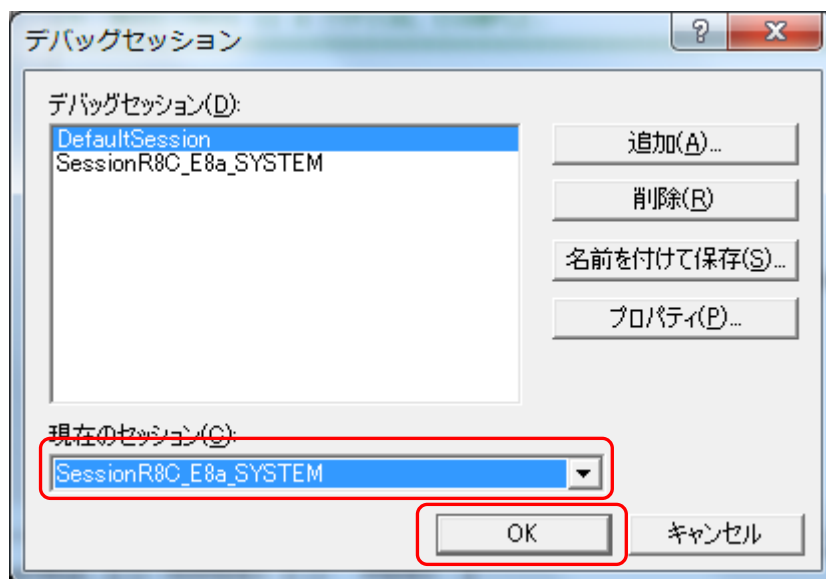 デバッグセッション
デバッグセッション(D):
DefaultSession
SessionR8C_E8a_SYSTEM
追加(A)...
削除(R)
名前を付けて保存(S)...
プロパティ(P)...
現在のセッション(C):
SessionR8C_E8a_SYSTEM
OK
キャンセル